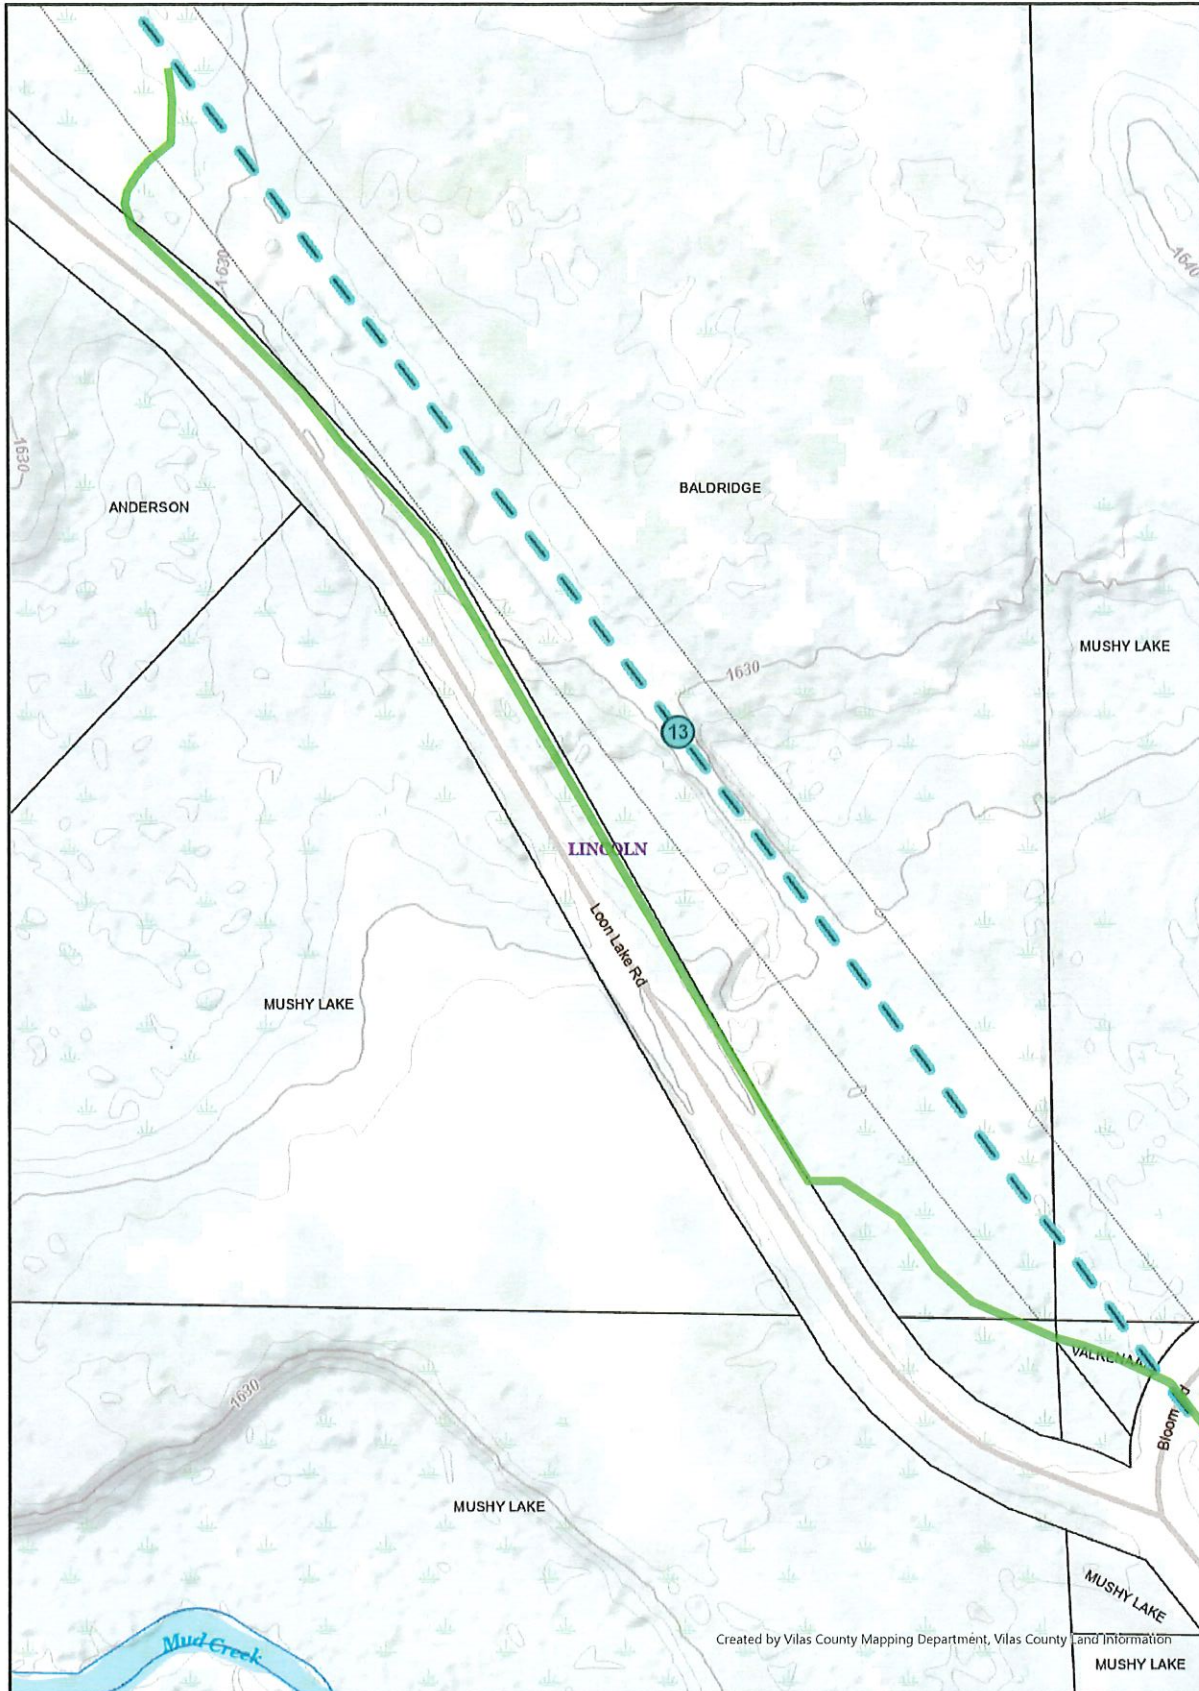 1640
1630
1630
ANDERSON
BALDRIDGE
MUSHY LAKE
1630
13
LINCOLN
Loon Lake Rd
MUSHY LAKE
1630
MUSHY LAKE
Mud Creek
MUSHY LAKE
Created by Vilas County Mapping Department, Vilas County Land Information
MUSHY LAKE